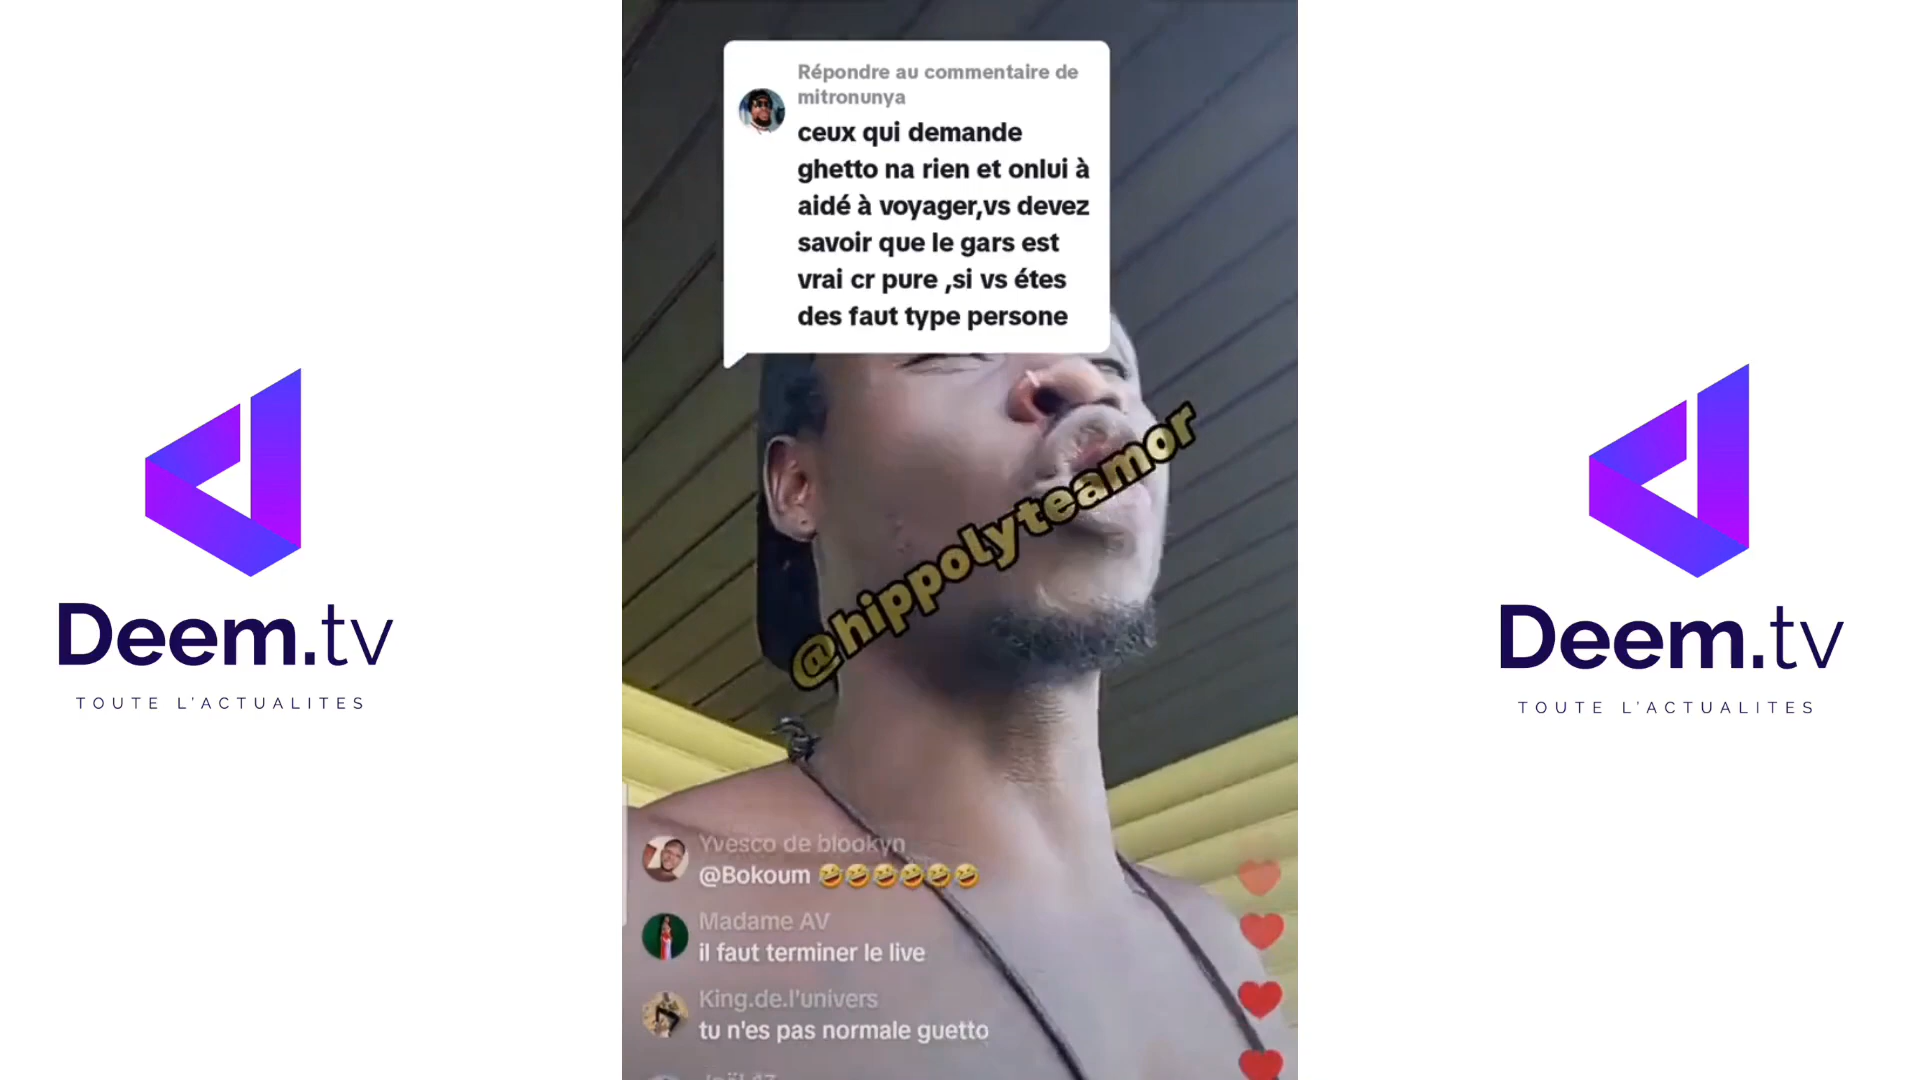 Répondre au commentaire de
mitronunya
ceux qui demande
ghetto na rien et onlui à
aidé à voyager,vs devez
savoir que le gars est
vrai cr pure ,si vs étes
des faut type persone
@hippolyteamor
Deem.tv
TOUTE L'ACTUALITES
Deem.tv
TOUTE L'ACTUALITES
Yvesco de blookyn
@Bokoum 🤣🤣🤣🤣🤣🤣
Madame AV
il faut terminer le live
King.de.l'univers
tu n'es pas normale guetto